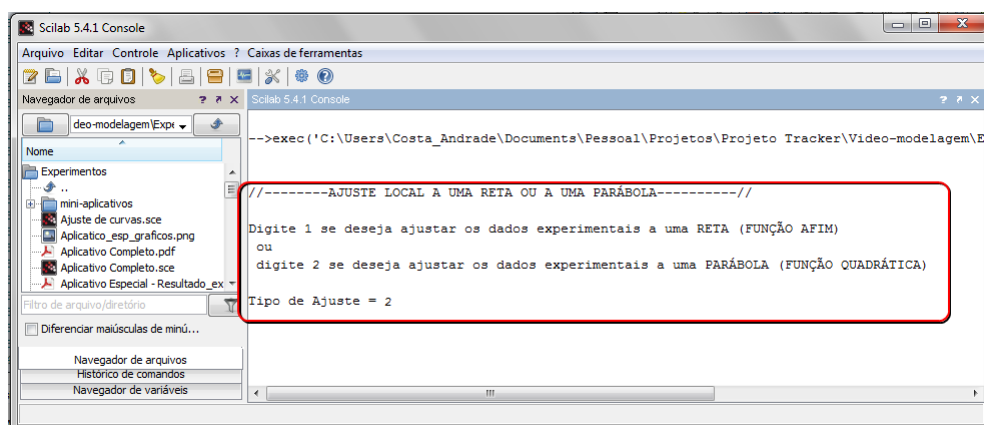 Scilab 5.4.1 Console
Arquivo Editar Controle Aplicativos ? Caixas de ferramentas
Navegador de arquivos
Scilab 5.4.1 Console
deo-modelagem\Expe
Nome
Experimentos
..
mini-aplicativos
Ajuste de curvas.sce
Aplicatico_esp_graficos.png
Aplicativo Completo.pdf
Aplicativo Completo.sce
Aplicativo Especial - Resultado_ex
Filtro de arquivo/diretório
Diferenciar maiúsculas de minú...
Navegador de arquivos
Histórico de comandos
Navegador de variáveis
-->exec('C:\Users\Costa_Andrade\Documents\Pessoal\Projetos\Projeto Tracker\Video-modelagem\E
//--------AJUSTE LOCAL A UMA RETA OU A UMA PARÁBOLA----------//
Digite 1 se deseja ajustar os dados experimentais a uma RETA (FUNÇÃO AFIM)
ou
digite 2 se deseja ajustar os dados experimentais a uma PARÁBOLA (FUNÇÃO QUADRÁTICA)
Tipo de Ajuste = 2